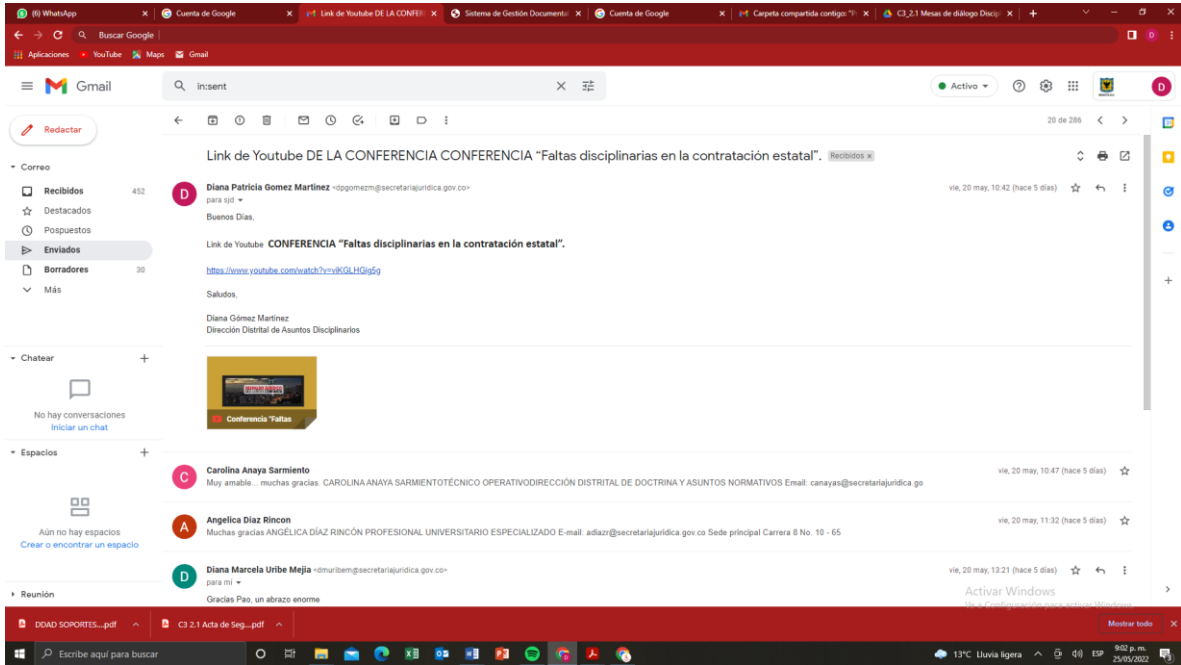 (6) WhatsApp
Cuenta de Google
Link de Youtube DE LA CONFER
Sistema de Gestión Documental
Cuenta de Google
Carpeta compartida contigo: "P
C3_2.1 Mesas de diálogo Discipl
Buscar Google
Aplicaciones YouTube Maps Gmail
Gmail
in:sent
Activo
D
Redactar
20 de 286
Link de Youtube DE LA CONFERENCIA CONFERENCIA “Faltas disciplinarias en la contratación estatal”. Recibidos x
Correo
Recibidos 452
Destacados
Pospuestos
Enviados
Borradores 30
Más
D
Diana Patricia Gomez Martinez <dpgomezm@secretariajuridica.gov.co>
vie, 20 may, 10:42 (hace 5 días)
para sjd
Buenos Días,
Link de Youtube CONFERENCIA “Faltas disciplinarias en la contratación estatal”.
https://www.youtube.com/watch?v=viKGLHGig5g
Saludos,
Diana Gómez Martínez
Dirección Distrital de Asuntos Disciplinarios
Conferencia "Faltas
Chatear
No hay conversaciones
Iniciar un chat
Espacios
Aún no hay espacios
Crear o encontrar un espacio
Reunión
C
Carolina Anaya Sarmiento
vie, 20 may, 10:47 (hace 5 días)
Muy amable... muchas gracias. CAROLINA ANAYA SARMIENTOTÉCNICO OPERATIVODIRECCIÓN DISTRITAL DE DOCTRINA Y ASUNTOS NORMATIVOS Email: canayas@secretariajuridica.go
A
Angelica Diaz Rincon
vie, 20 may, 11:32 (hace 5 días)
Muchas gracias ANGÉLICA DÍAZ RINCÓN PROFESIONAL UNIVERSITARIO ESPECIALIZADO E-mail: adiazr@secretariajuridica.gov.co Sede principal Carrera 8 No. 10 - 65
D
Diana Marcela Uribe Mejia <dmuribem@secretariajuridica.gov.co>
vie, 20 may, 13:21 (hace 5 días)
para mí
Gracias Pao, un abrazo enorme
Activar Windows
Ve a Configuración para activar Windows.
DDAD SOPORTES....pdf
C3 2.1 Acta de Seg....pdf
Mostrar todo
Escribe aquí para buscar
13°C Lluvia ligera
ESP
9:02 p. m.
25/05/2022